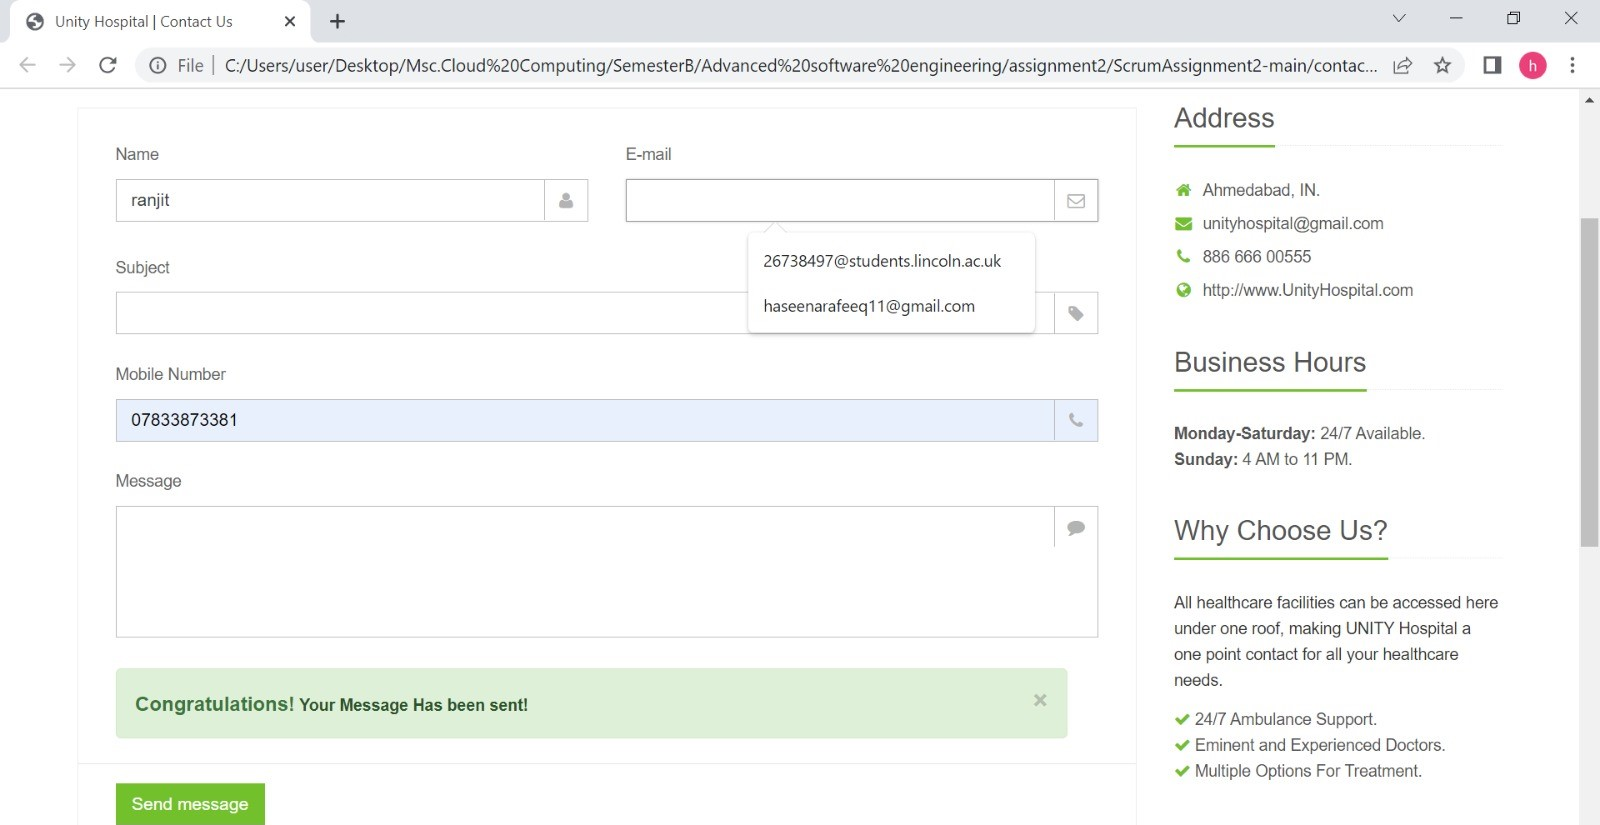 Unity Hospital | Contact Us
File | C:/Users/user/Desktop/Msc.Cloud%20Computing/SemesterB/Advanced%20software%20engineering/assignment2/ScrumAssignment2-main/contac...
h
Name
E-mail
ranjit
26738497@students.lincoln.ac.uk
haseenarafeeq11@gmail.com
Subject
Mobile Number
07833873381
Message
Congratulations! Your Message Has been sent!
Send message
Address
Ahmedabad, IN.
unityhospital@gmail.com
886 666 00555
http://www.UnityHospital.com
Business Hours
Monday-Saturday: 24/7 Available.
Sunday: 4 AM to 11 PM.
Why Choose Us?
All healthcare facilities can be accessed here
under one roof, making UNITY Hospital a
one point contact for all your healthcare
needs.
24/7 Ambulance Support.
Eminent and Experienced Doctors.
Multiple Options For Treatment.